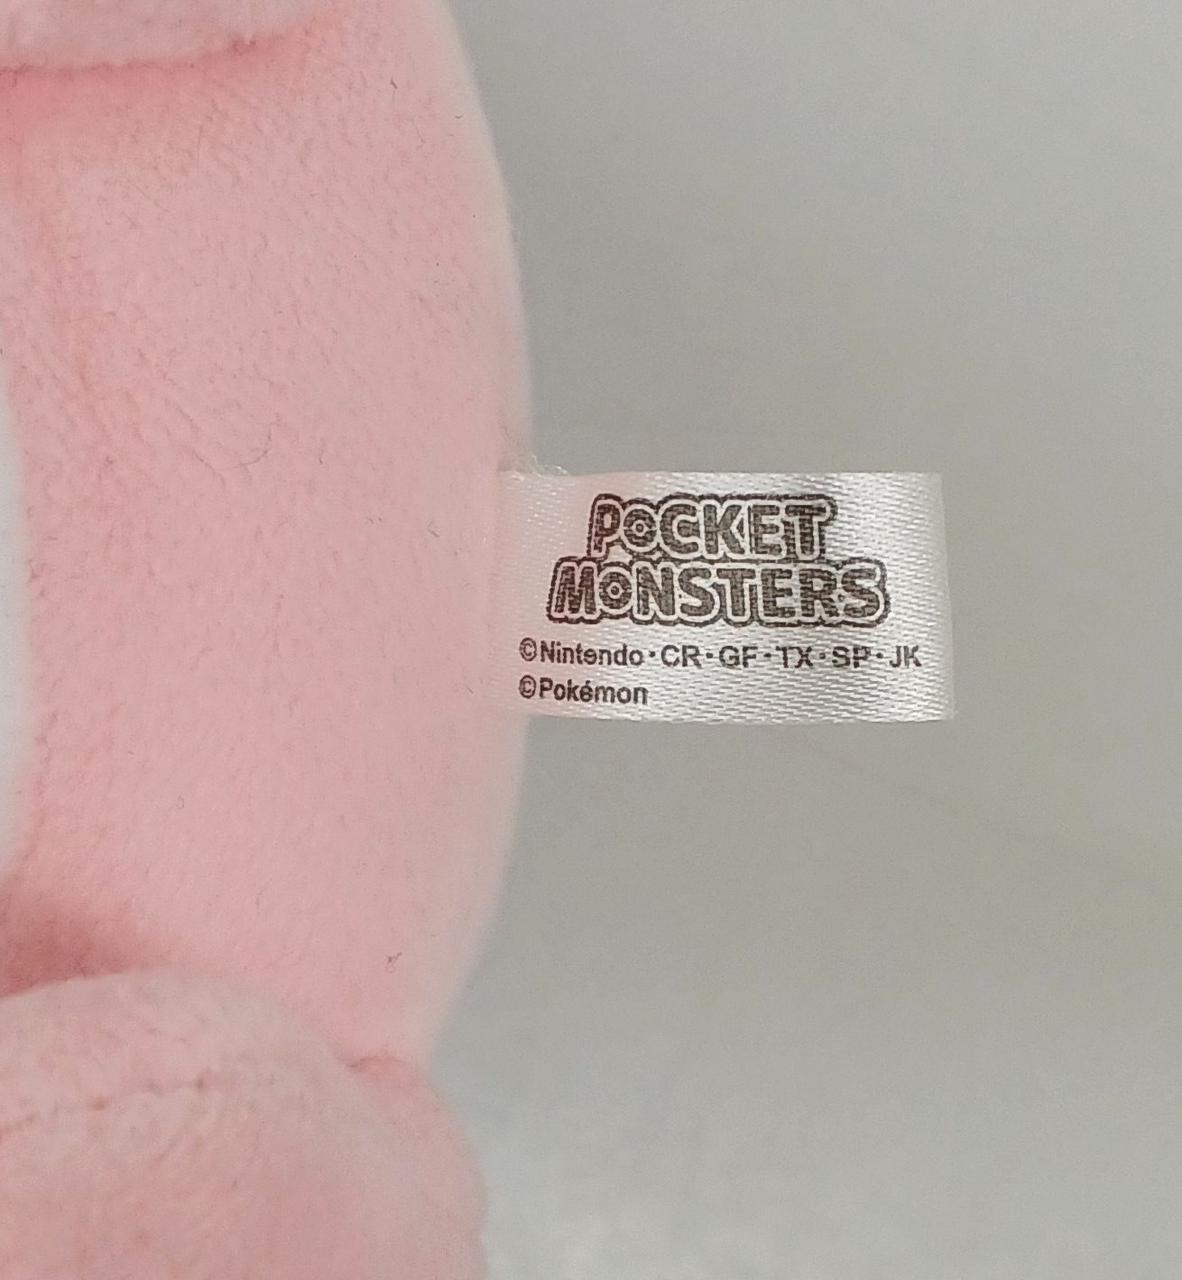 POCKET
MONSTERS
©Nintendo・CR・GF・TX・SP・JK
©Pokémon